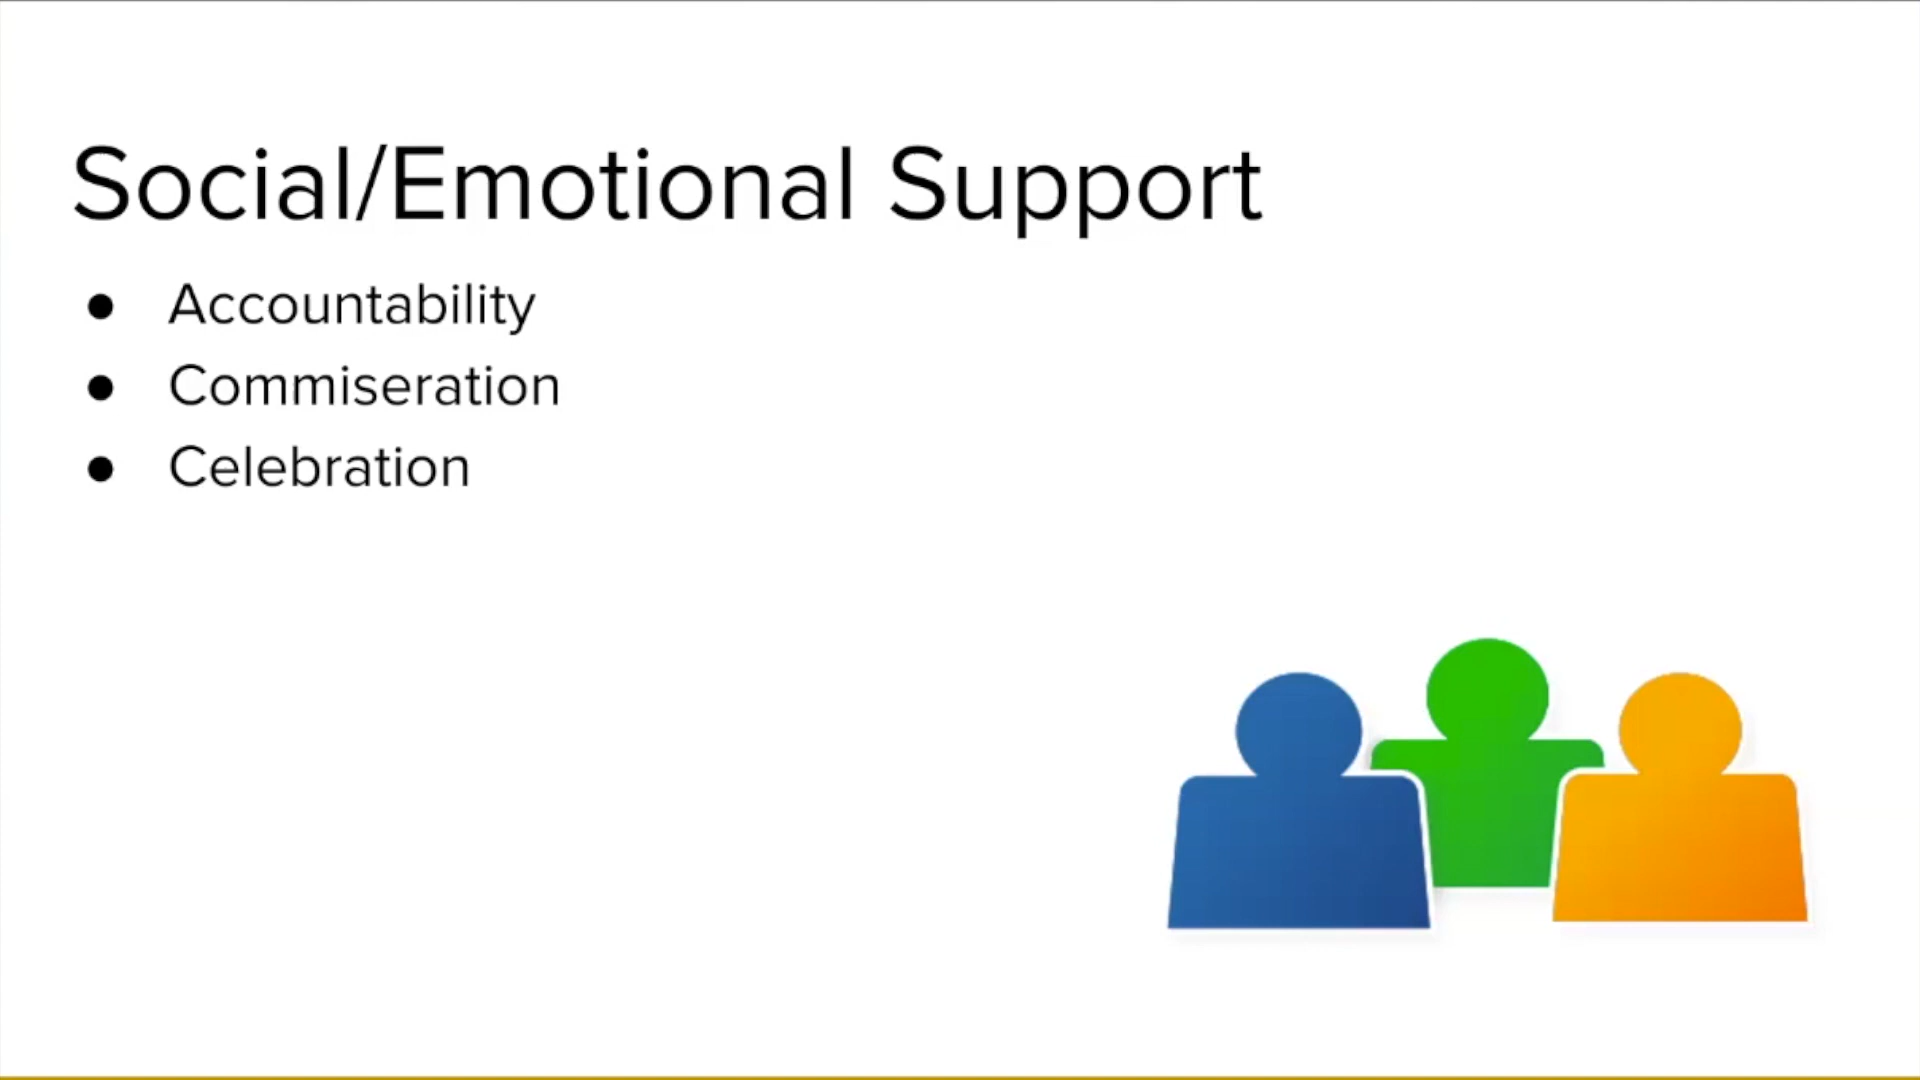 Social/Emotional Support
● Accountability
● Commiseration
● Celebration